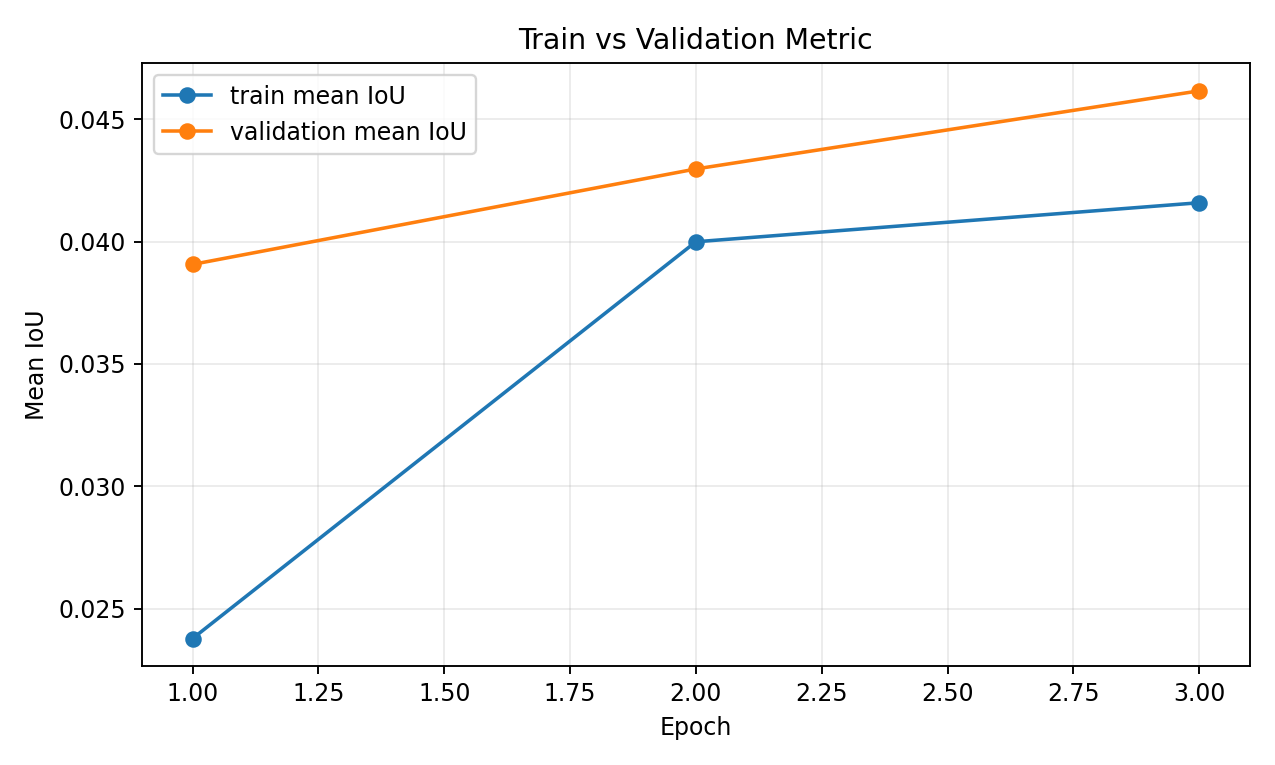 Train vs Validation Metric
train mean IoU
validation mean IoU
Mean IoU
0.045
0.040
0.035
0.030
0.025
1.00 1.25 1.50 1.75 2.00 2.25 2.50 2.75 3.00
Epoch